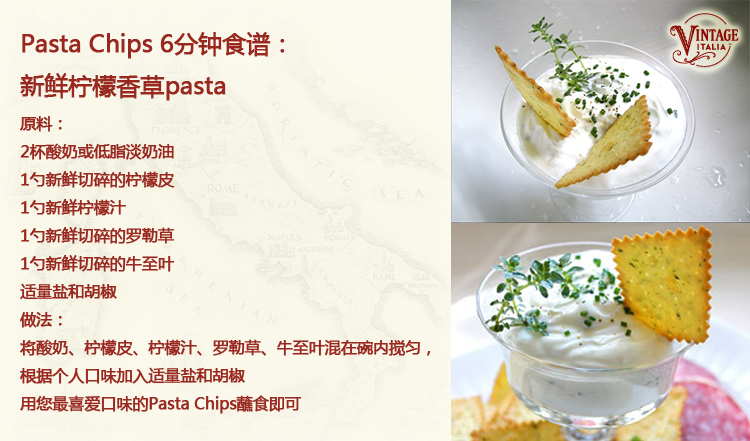 Pasta Chips 6分钟食谱：
新鲜柠檬香草pasta
原料：
2杯酸奶或低脂淡奶油
1勺新鲜切碎的柠檬皮
1勺新鲜柠檬汁
1勺新鲜切碎的罗勒草
1勺新鲜切碎的牛至叶
适量盐和胡椒
做法：
将酸奶、柠檬皮、柠檬汁、罗勒草、牛至叶混在碗内搅匀，
根据个人口味加入适量盐和胡椒
用您最喜爱口味的Pasta Chips蘸食即可
VINTAGE
ITALIA